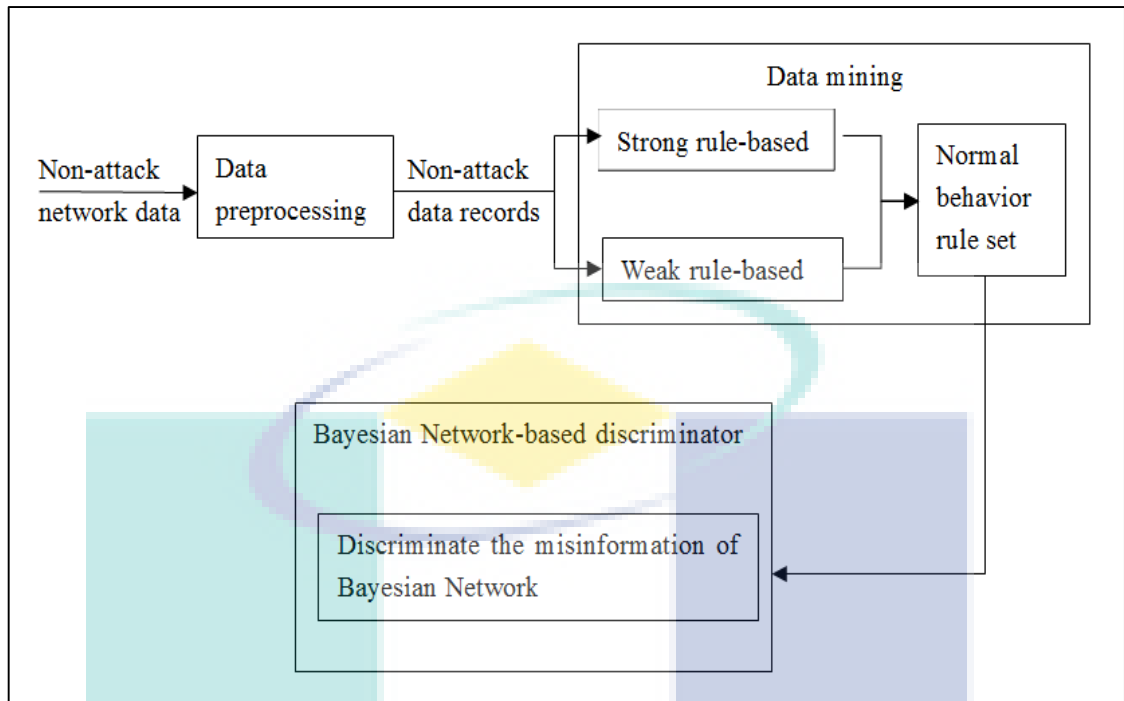 Data mining
Strong rule-based
Non-attack
network data
Data
preprocessing
Non-attack
data records
Normal
behavior
rule set
Weak rule-based
Bayesian Network-based discriminator
Discriminate the misinformation of
Bayesian Network